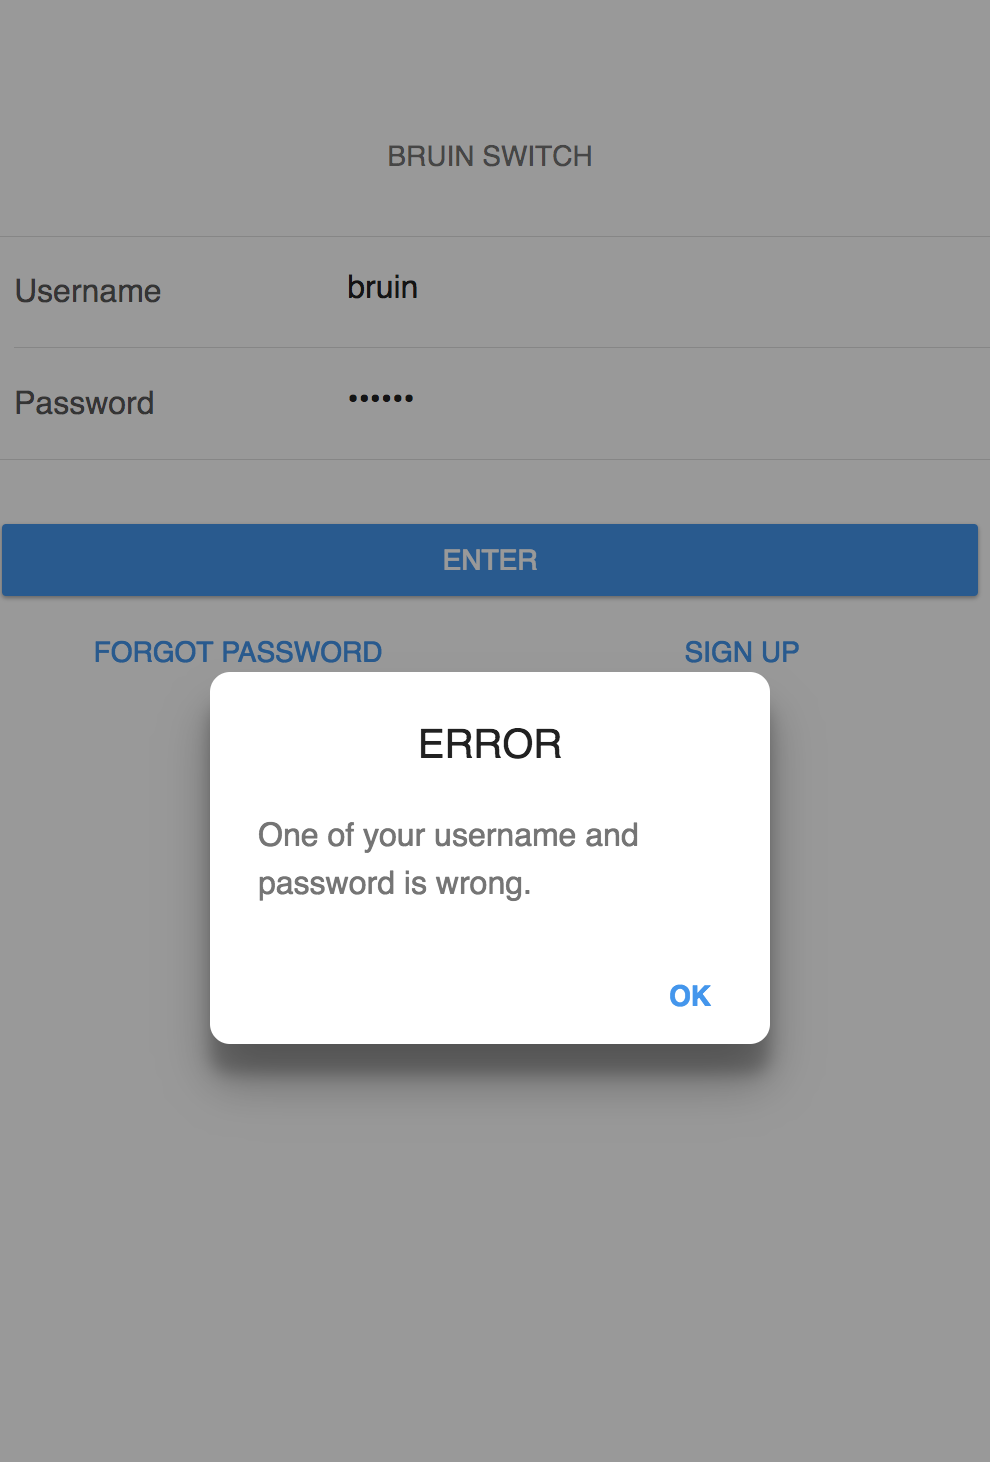 BRUIN SWITCH
Username bruin
Password ••••••
ENTER
FORGOT PASSWORD SIGN UP
ERROR
One of your username and
password is wrong.
OK